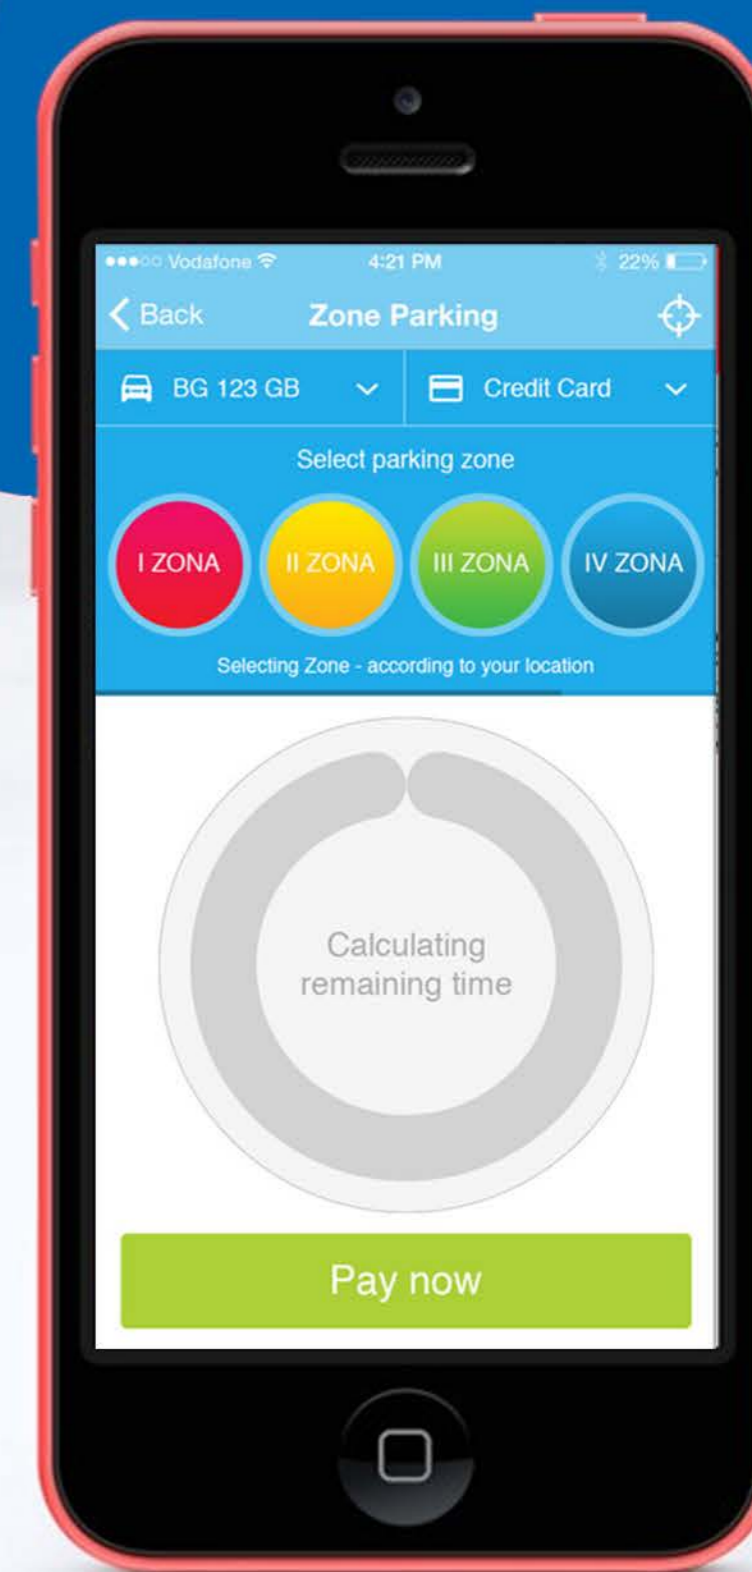 Vodafone 4:21 PM 22%
Back Zone Parking
BG 123 GB Credit Card
Select parking zone
I ZONA II ZONA III ZONA IV ZONA
Selecting Zone - according to your location
Calculating
remaining time
Pay now